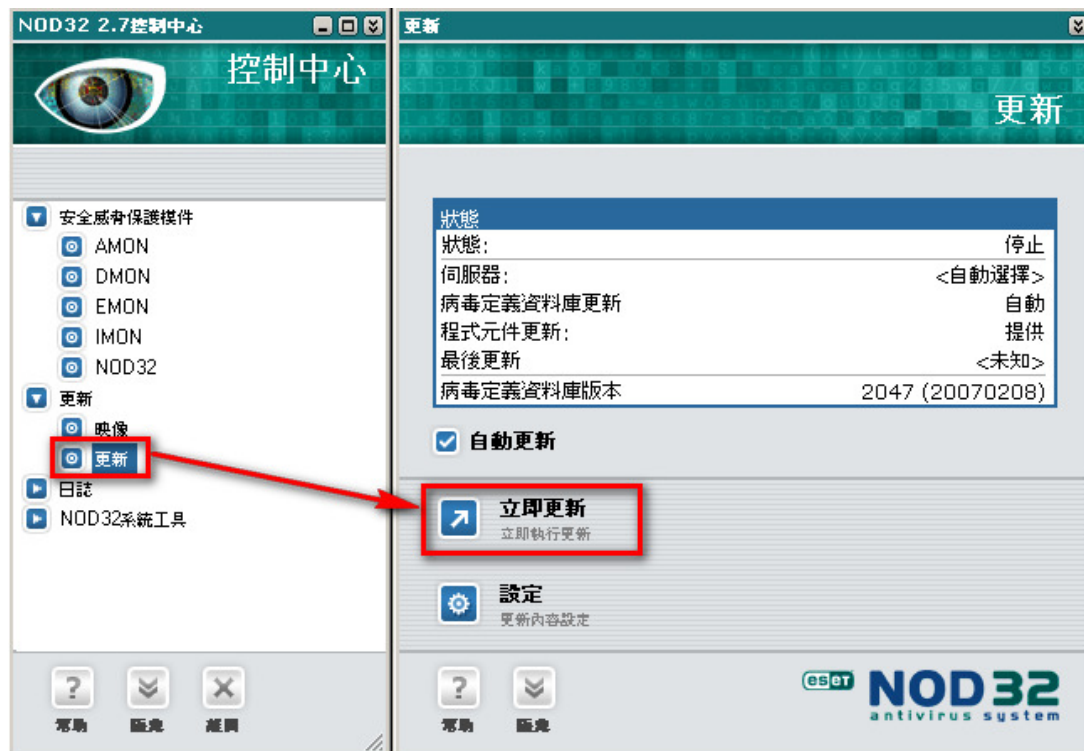 NOD32 2.7控制中心
控制中心
安全威脅保護模件
AMON
DMON
EMON
IMON
NOD32
更新
映像
更新
日誌
NOD32系統工具
幫助
隱藏
離開
更新
更新
狀態
狀態: 停止
伺服器: <自動選擇>
病毒定義資料庫更新 自動
程式元件更新: 提供
最後更新 <未知>
病毒定義資料庫版本 2047 (20070208)
自動更新
立即更新
立即執行更新
設定
更新內容設定
幫助
隱藏
eset NOD32
antivirus system